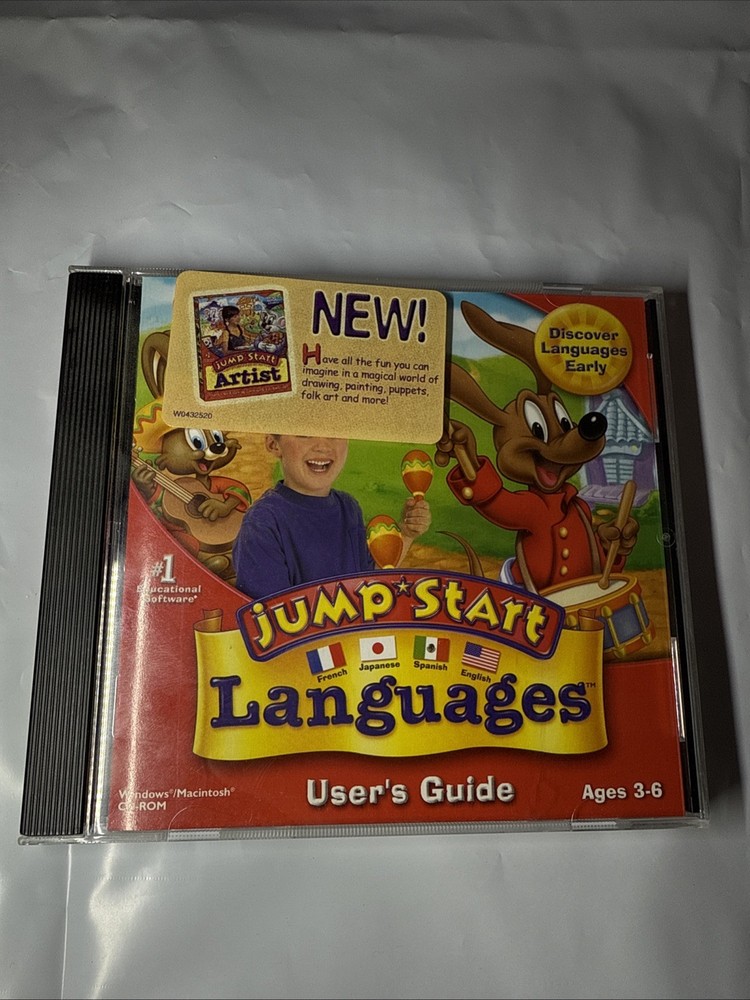 NEW!
Have all the fun you can
imagine in a magical world of
drawing, painting, puppets,
folk art and more!
Jump Start
Artist
W0432520
Discover
Languages
Early
#1
Educational
Software*
Jump★Start
French
Japanese
Spanish
English
Languages™
User's Guide
Windows®/Macintosh®
CD-ROM
Ages 3-6